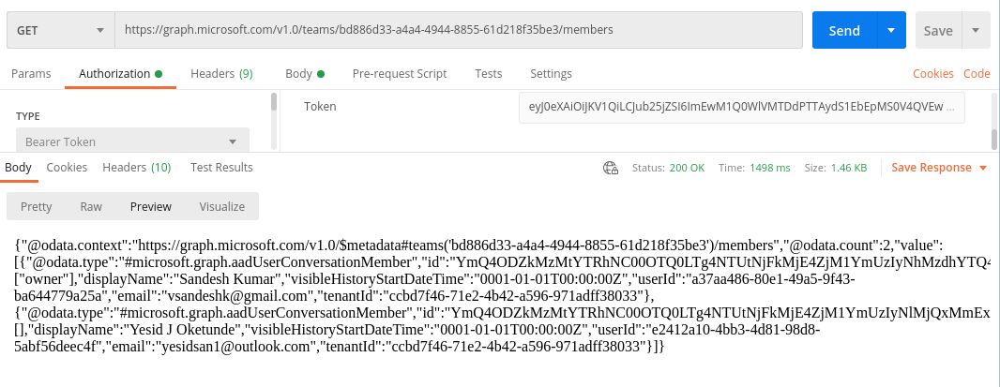 GET https://graph.microsoft.com/v1.0/teams/bd886d33-a4a4-4944-8855-61d218f35be3/members Send Save
Params Authorization Headers (9) Body Pre-request Script Tests Settings Cookies Code
TYPE
Bearer Token
Token eyJ0eXAiOiJKV1QiLCJub25jZSI6ImEwM1Q0WlVMTDdPTTAydS1EbEpMS0V4QVEw ...
Body Cookies Headers (10) Test Results Status: 200 OK Time: 1498 ms Size: 1.46 KB Save Response
Pretty Raw Preview Visualize
{"@odata.context":"https://graph.microsoft.com/v1.0/$metadata#teams('bd886d33-a4a4-4944-8855-61d218f35be3')/members","@odata.count":2,"value":
[{"@odata.type":"#microsoft.graph.aadUserConversationMember","id":"YmQ4ODZkMzMtYTRhNC00OTQ0LTg4NTUtNjFkMjE4ZjM1YmUzIyNhMzdhYTQ4
["owner"],"displayName":"Sandesh Kumar","visibleHistoryStartDateTime":"0001-01-01T00:00:00Z","userId":"a37aa486-80e1-49a5-9f43-
ba644779a25a","email":"vsandeshk@gmail.com","tenantId":"ccbd7f46-71e2-4b42-a596-971adff38033"},
{"@odata.type":"#microsoft.graph.aadUserConversationMember","id":"YmQ4ODZkMzMtYTRhNC00OTQ0LTg4NTUtNjFkMjE4ZjM1YmUzIyNlMjQxMmEx
[],"displayName":"Yesid J Oketunde","visibleHistoryStartDateTime":"0001-01-01T00:00:00Z","userId":"e2412a10-4bb3-4d81-98d8-
5abf56deec4f","email":"yesidsan1@outlook.com","tenantId":"ccbd7f46-71e2-4b42-a596-971adff38033"}]}